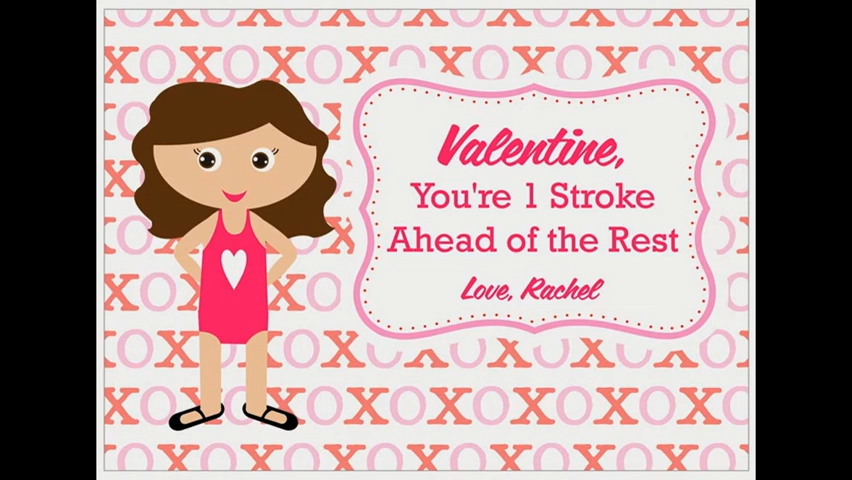 Valentine,
You're 1 Stroke
Ahead of the Rest
Love, Rachel